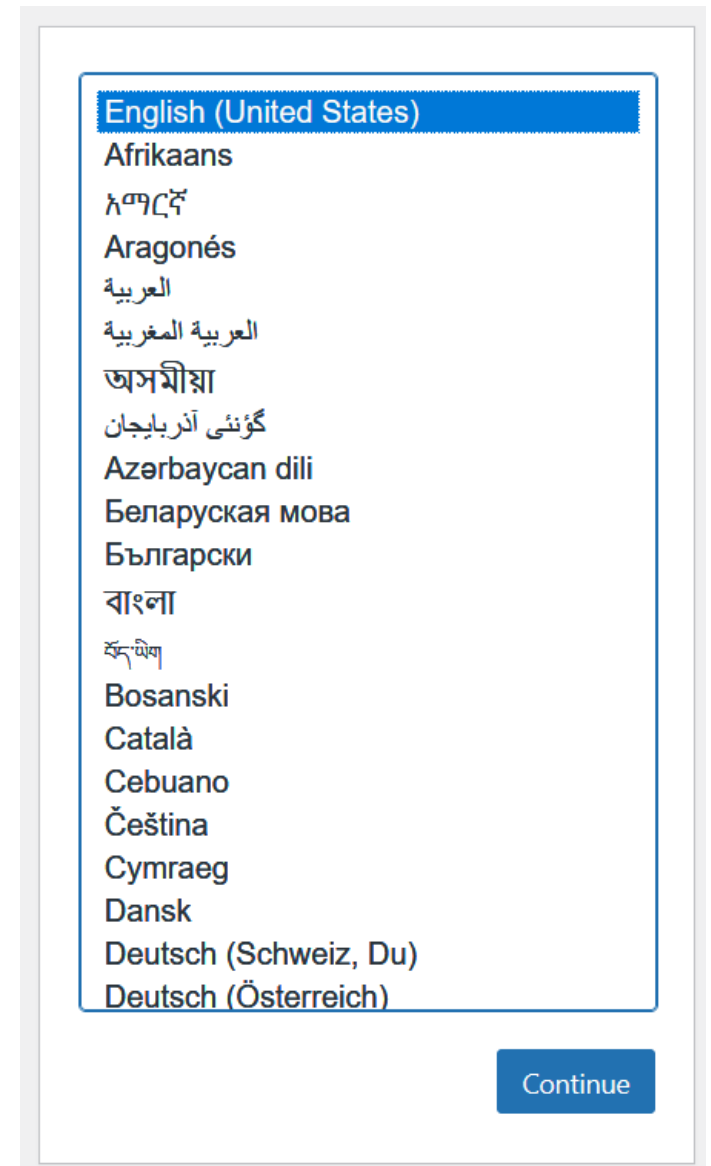 English (United States)
Afrikaans
አማርኛ
Aragonés
العربية
العربية المغربية
অসমীয়া
گؤنئی آذربایجان
Azərbaycan dili
Беларуская мова
Български
বাংলা
བོད་ཡིག
Bosanski
Català
Cebuano
Čeština
Cymraeg
Dansk
Deutsch (Schweiz, Du)
Deutsch (Österreich)
Continue